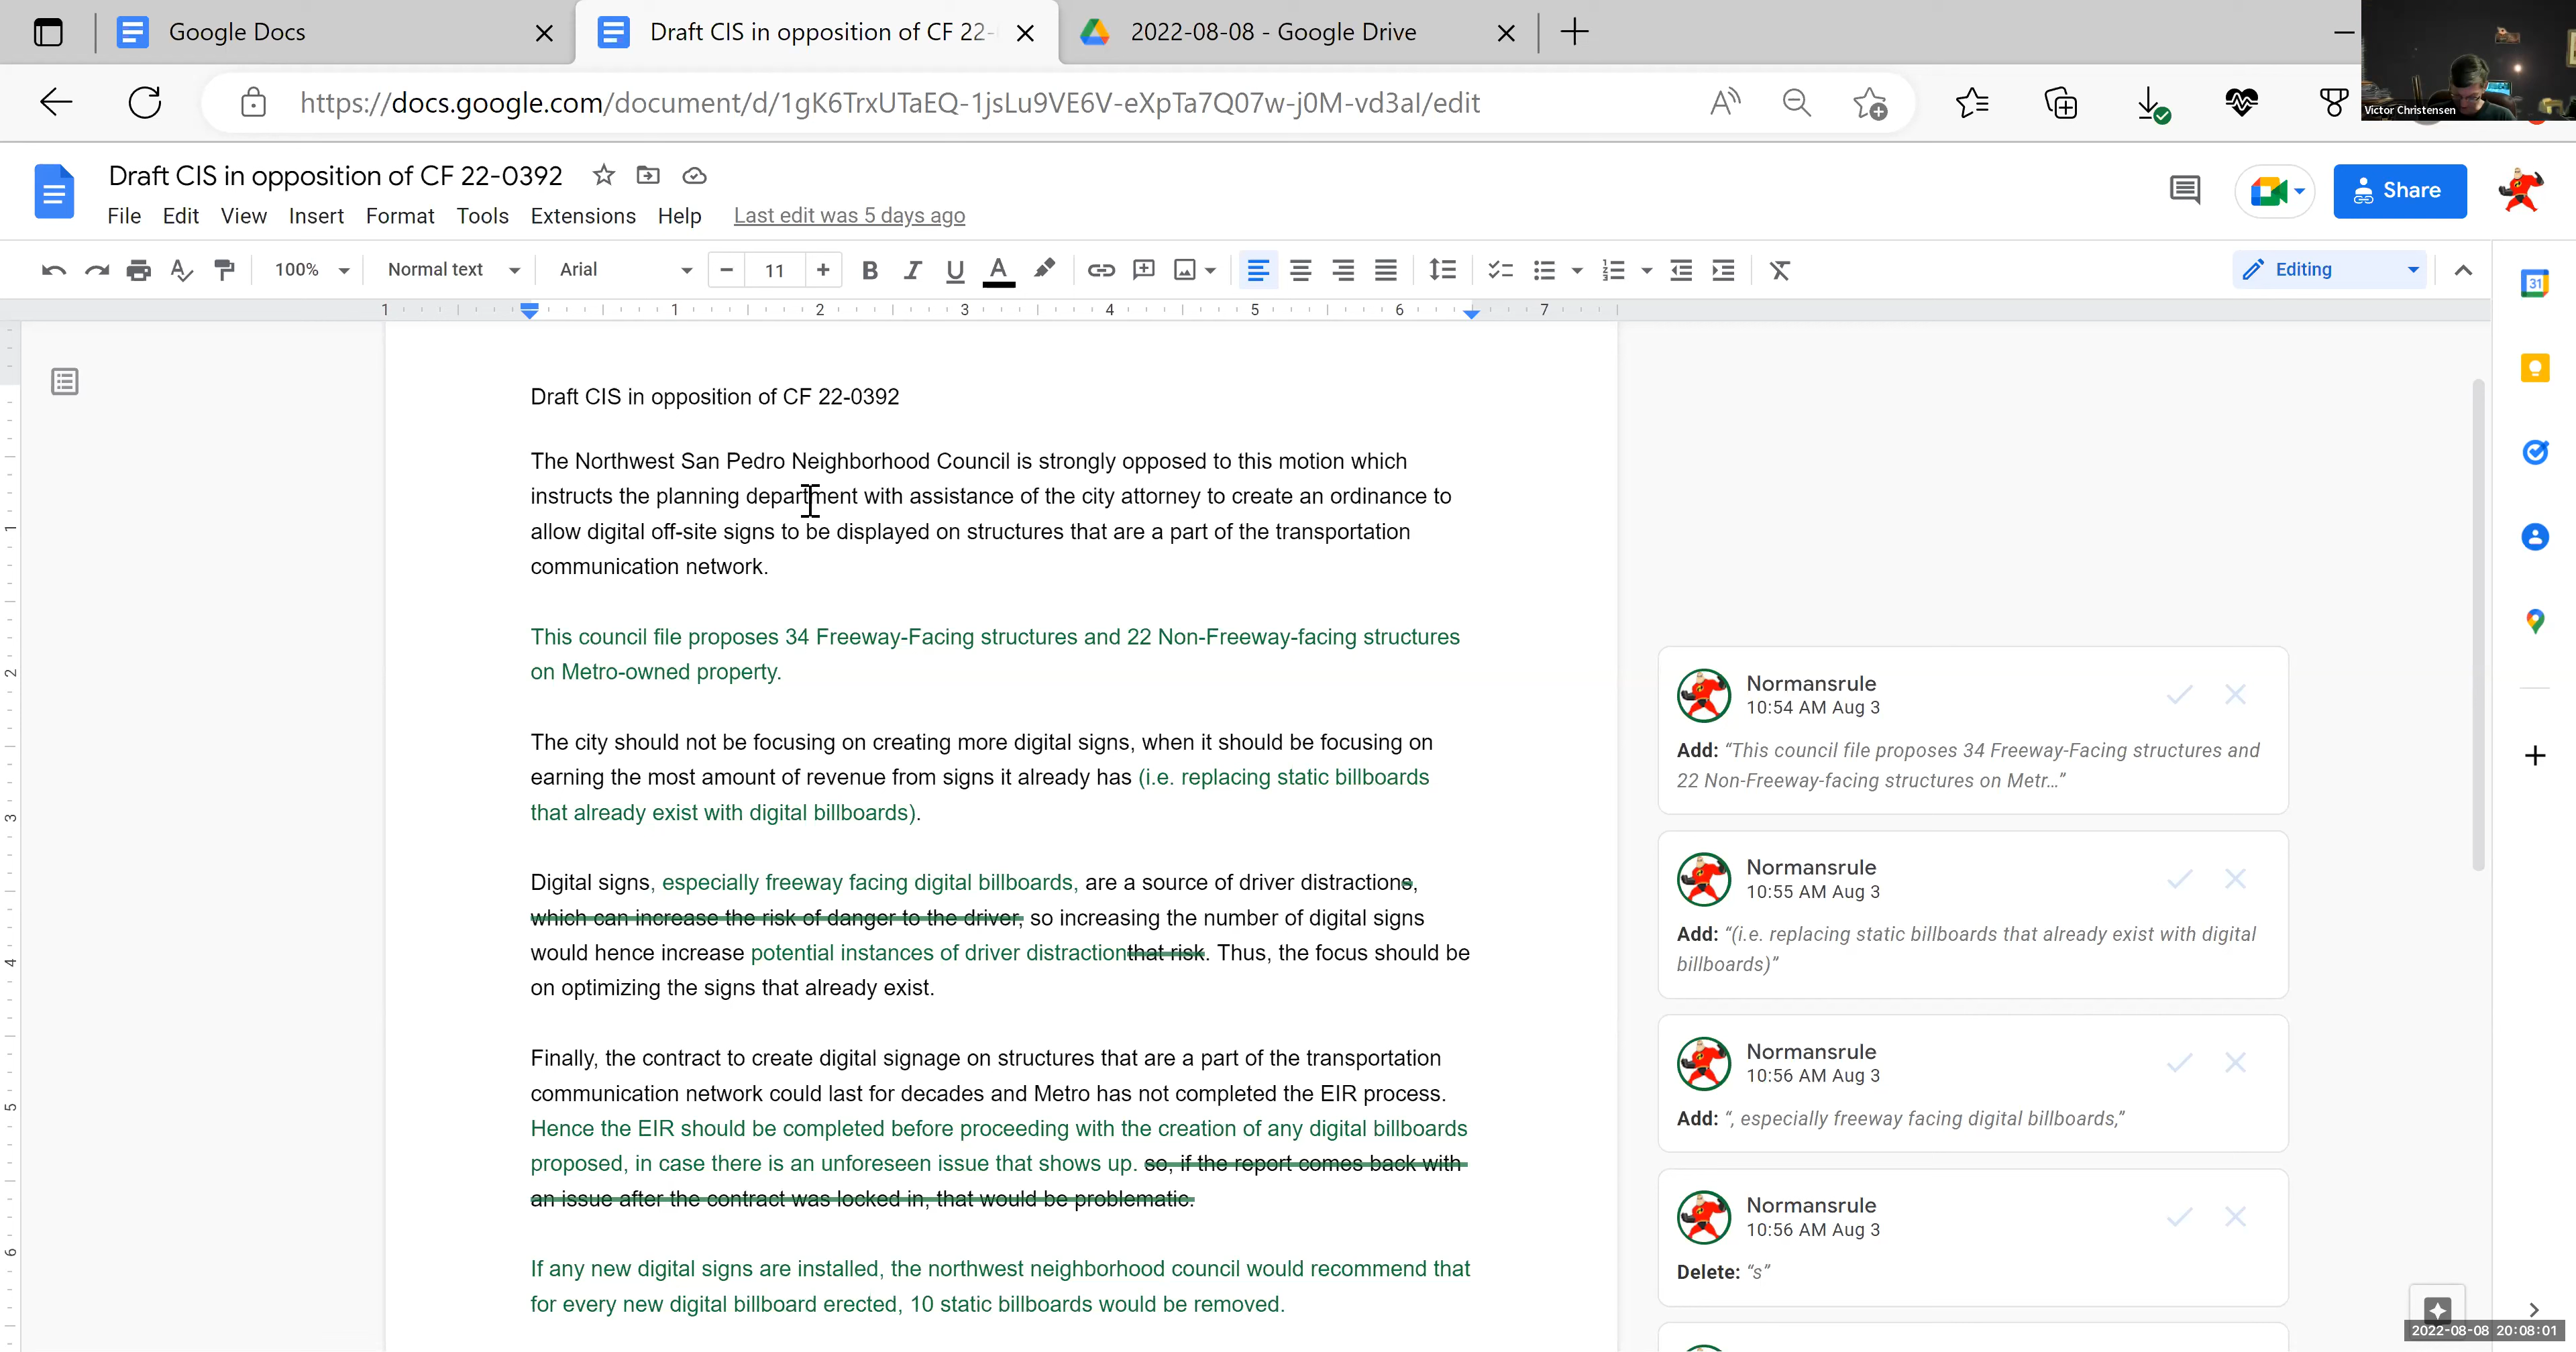 Google Docs
Draft CIS in opposition of CF 22-
2022-08-08 - Google Drive
https://docs.google.com/document/d/1gK6TrxUTaEQ-1jsLu9VE6V-eXpTa7Q07w-j0M-vd3aI/edit
Victor Christensen
Draft CIS in opposition of CF 22-0392
File Edit View Insert Format Tools Extensions Help Last edit was 5 days ago
Share
100% Normal text Arial 11 Editing
1 1 2 3 4 5 6 7
Draft CIS in opposition of CF 22-0392
The Northwest San Pedro Neighborhood Council is strongly opposed to this motion which
instructs the planning department with assistance of the city attorney to create an ordinance to
allow digital off-site signs to be displayed on structures that are a part of the transportation
communication network.
This council file proposes 34 Freeway-Facing structures and 22 Non-Freeway-facing structures
on Metro-owned property.
The city should not be focusing on creating more digital signs, when it should be focusing on
earning the most amount of revenue from signs it already has (i.e. replacing static billboards
that already exist with digital billboards).
Digital signs, especially freeway facing digital billboards, are a source of driver distractions,
which can increase the risk of danger to the driver, so increasing the number of digital signs
would hence increase potential instances of driver distractionthat risk. Thus, the focus should be
on optimizing the signs that already exist.
Finally, the contract to create digital signage on structures that are a part of the transportation
communication network could last for decades and Metro has not completed the EIR process.
Hence the EIR should be completed before proceeding with the creation of any digital billboards
proposed, in case there is an unforeseen issue that shows up. so, if the report comes back with
an issue after the contract was locked in, that would be problematic.
If any new digital signs are installed, the northwest neighborhood council would recommend that
for every new digital billboard erected, 10 static billboards would be removed.
1
2
3
4
5
6
Normansrule
10:54 AM Aug 3
Add: “This council file proposes 34 Freeway-Facing structures and
22 Non-Freeway-facing structures on Metr...”
Normansrule
10:55 AM Aug 3
Add: “(i.e. replacing static billboards that already exist with digital
billboards)”
Normansrule
10:56 AM Aug 3
Add: “, especially freeway facing digital billboards,”
Normansrule
10:56 AM Aug 3
Delete: “s”
31
2022-08-08 20:08:01